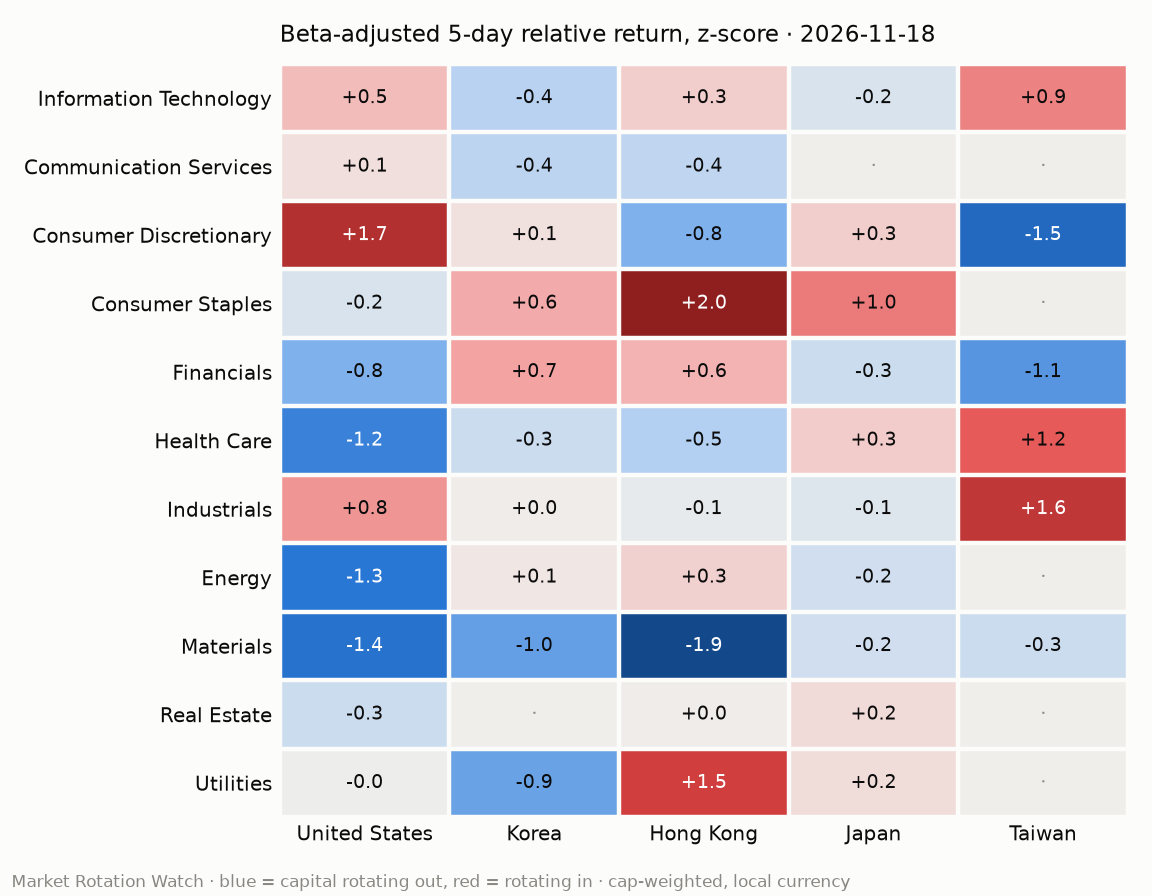 Beta-adjusted 5-day relative return, z-score · 2026-11-18
Information Technology +0.5 -0.4 +0.3 -0.2 +0.9
Communication Services +0.1 -0.4 -0.4 · ·
Consumer Discretionary +1.7 +0.1 -0.8 +0.3 -1.5
Consumer Staples -0.2 +0.6 +2.0 +1.0 ·
Financials -0.8 +0.7 +0.6 -0.3 -1.1
Health Care -1.2 -0.3 -0.5 +0.3 +1.2
Industrials +0.8 +0.0 -0.1 -0.1 +1.6
Energy -1.3 +0.1 +0.3 -0.2 ·
Materials -1.4 -1.0 -1.9 -0.2 -0.3
Real Estate -0.3 · +0.0 +0.2 ·
Utilities -0.0 -0.9 +1.5 +0.2 ·
United States Korea Hong Kong Japan Taiwan
Market Rotation Watch · blue = capital rotating out, red = rotating in · cap-weighted, local currency